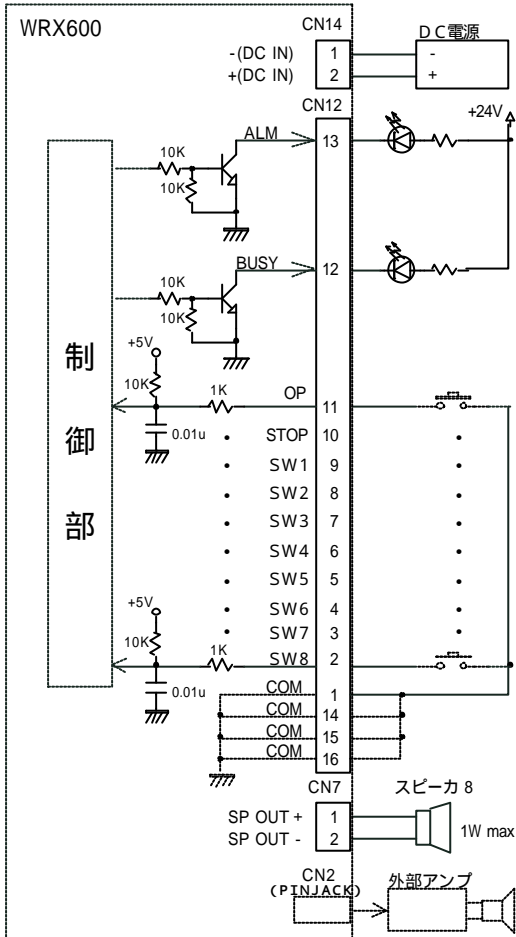 WRX600
CN14
DC電源
-(DC IN) 1 -
+(DC IN) 2 +
CN12
+24V
ALM 13
10K
10K
BUSY 12
10K
10K
制御部
+5V
10K
1K
OP 11
0.01u
STOP 10
SW1 9
SW2 8
SW3 7
SW4 6
SW5 5
SW6 4
SW7 3
+5V
10K
1K
SW8 2
0.01u
COM 1
COM 14
COM 15
COM 16
CN7
スピーカ 8
SP OUT + 1
SP OUT - 2
1W max
CN2
(PINJACK)
外部アンプ